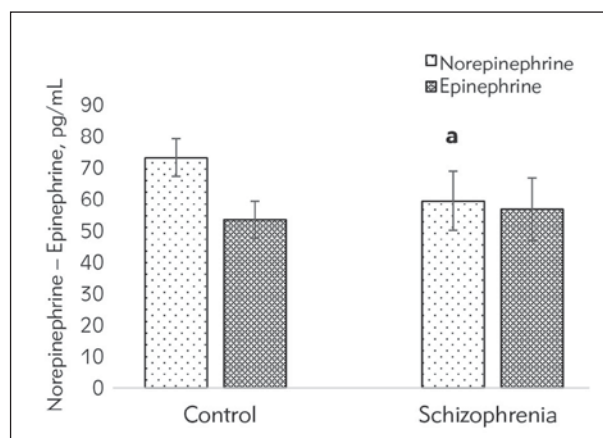 Norepinephrine
Epinephrine
Norepinephrine – Epinephrine, pg/mL
90
80
70
60
50
40
30
20
10
0
a
Control
Schizophrenia